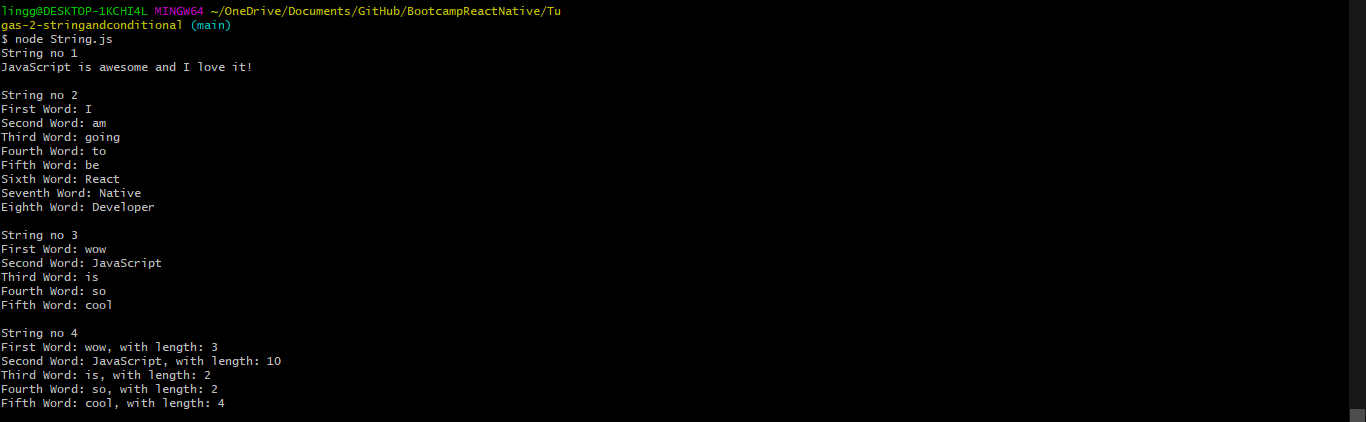 lingg@DESKTOP-1KCHI4L MINGW64 ~/OneDrive/Documents/GitHub/BootcampReactNative/Tu
gas-2-stringandconditional (main)
$ node String.js
String no 1
JavaScript is awesome and I love it!

String no 2
First Word: I
Second Word: am
Third Word: going
Fourth Word: to
Fifth Word: be
Sixth Word: React
Seventh Word: Native
Eighth Word: Developer

String no 3
First Word: wow
Second Word: JavaScript
Third Word: is
Fourth Word: so
Fifth Word: cool

String no 4
First Word: wow, with length: 3
Second Word: JavaScript, with length: 10
Third Word: is, with length: 2
Fourth Word: so, with length: 2
Fifth Word: cool, with length: 4